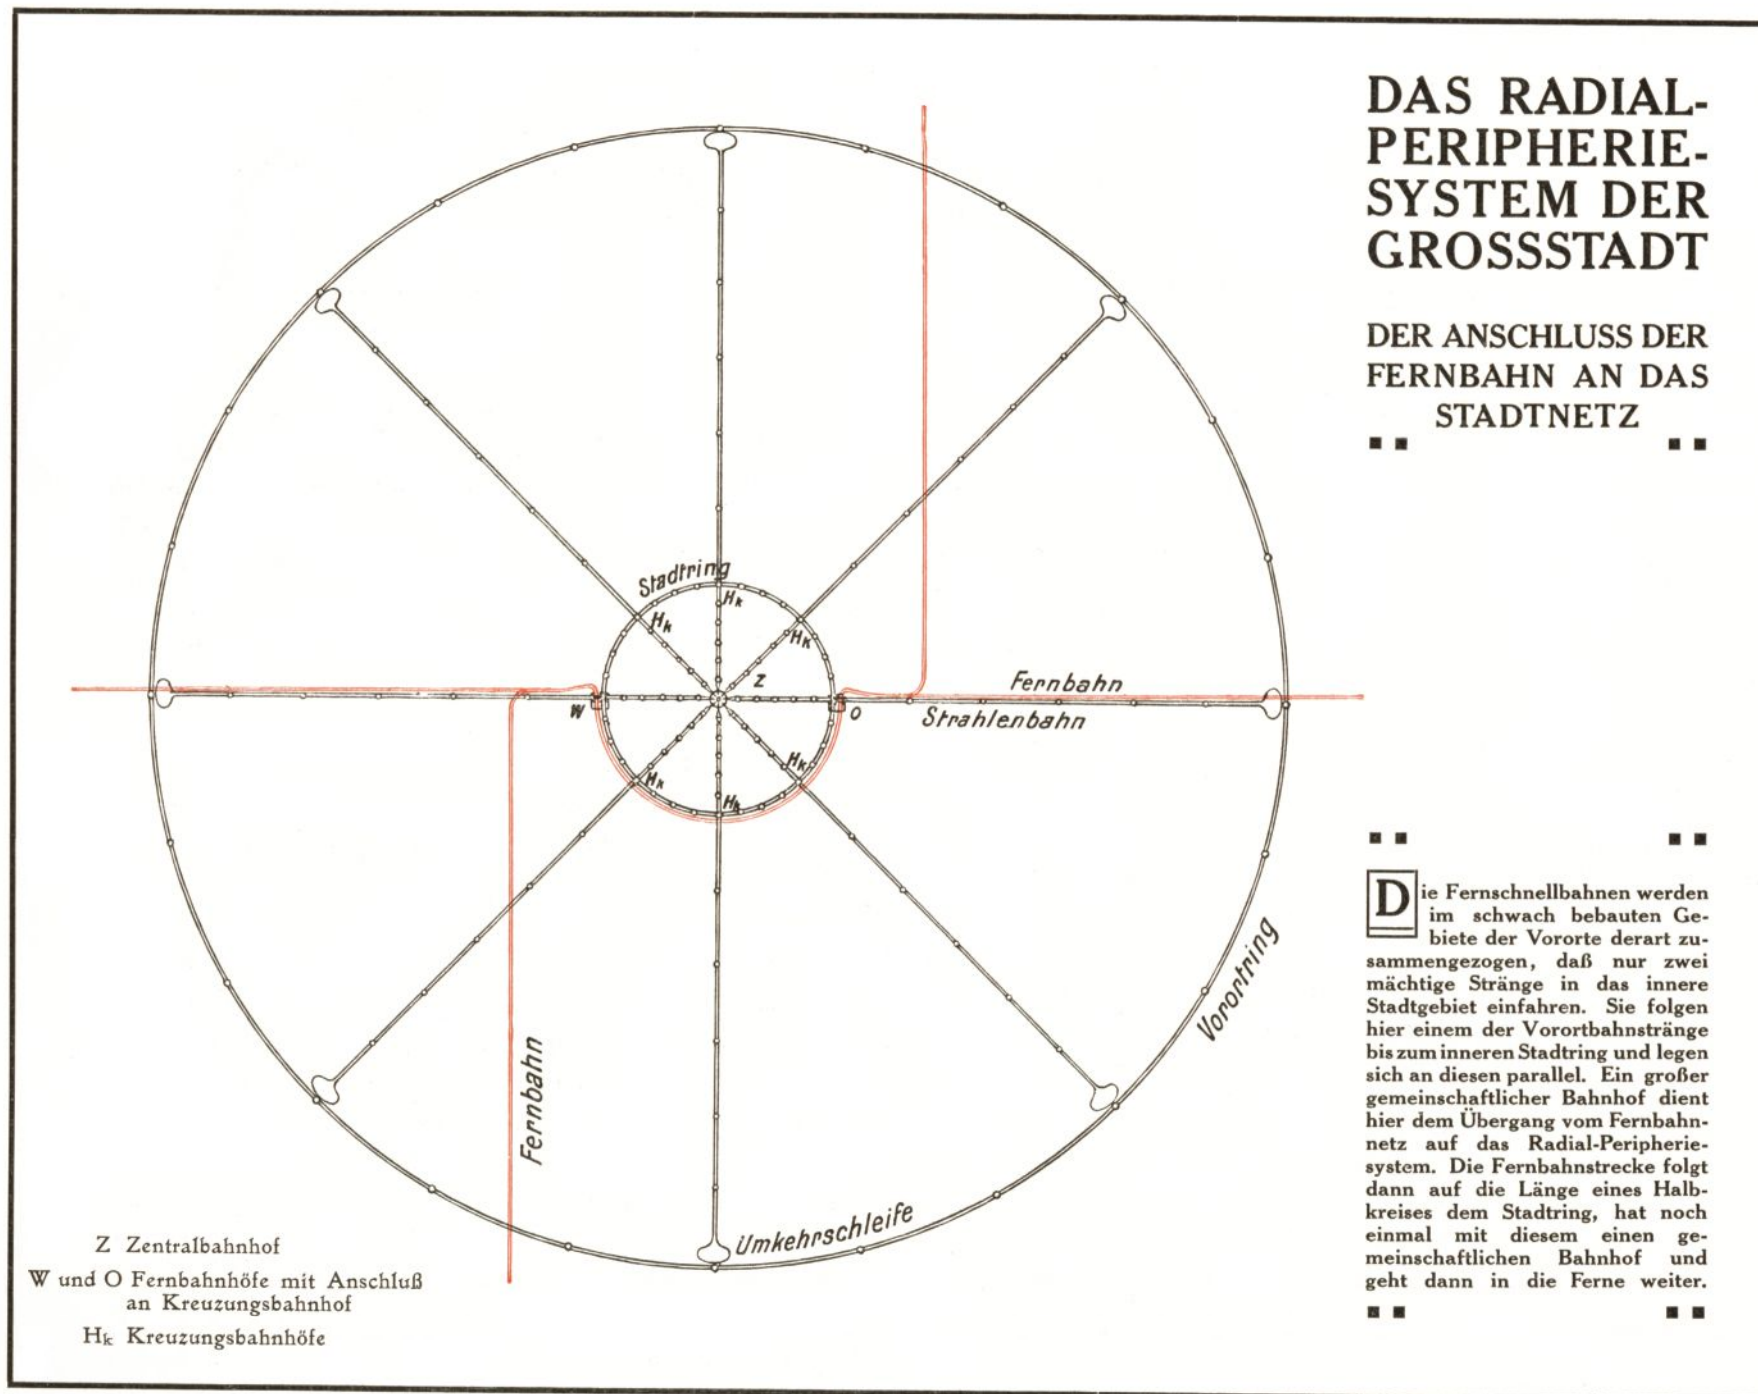 DAS RADIAL-
PERIPHERIE-
SYSTEM DER
GROSSSTADT
DER ANSCHLUSS DER
FERNBAHN AN DAS
STADTNETZ
Stadtring
Hk
Hk
Hk
Z
Fernbahn
W
O
Strahlenbahn
Hk
Hk
Hk
Vorortring
Fernbahn
Umkehrschleife
Z Zentralbahnhof
W und O Fernbahnhöfe mit Anschluß
an Kreuzungsbahnhof
Hk Kreuzungsbahnhöfe
Die Fernschnellbahnen werden
im schwach bebauten Ge-
biete der Vororte derart zu-
sammengezogen, daß nur zwei
mächtige Stränge in das innere
Stadtgebiet einfahren. Sie folgen
hier einem der Vorortbahnstränge
bis zum inneren Stadtring und legen
sich an diesen parallel. Ein großer
gemeinschaftlicher Bahnhof dient
hier dem Übergang vom Fernbahn-
netz auf das Radial-Peripherie-
system. Die Fernbahnstrecke folgt
dann auf die Länge eines Halb-
kreises dem Stadtring, hat noch
einmal mit diesem einen ge-
meinschaftlichen Bahnhof und
geht dann in die Ferne weiter.